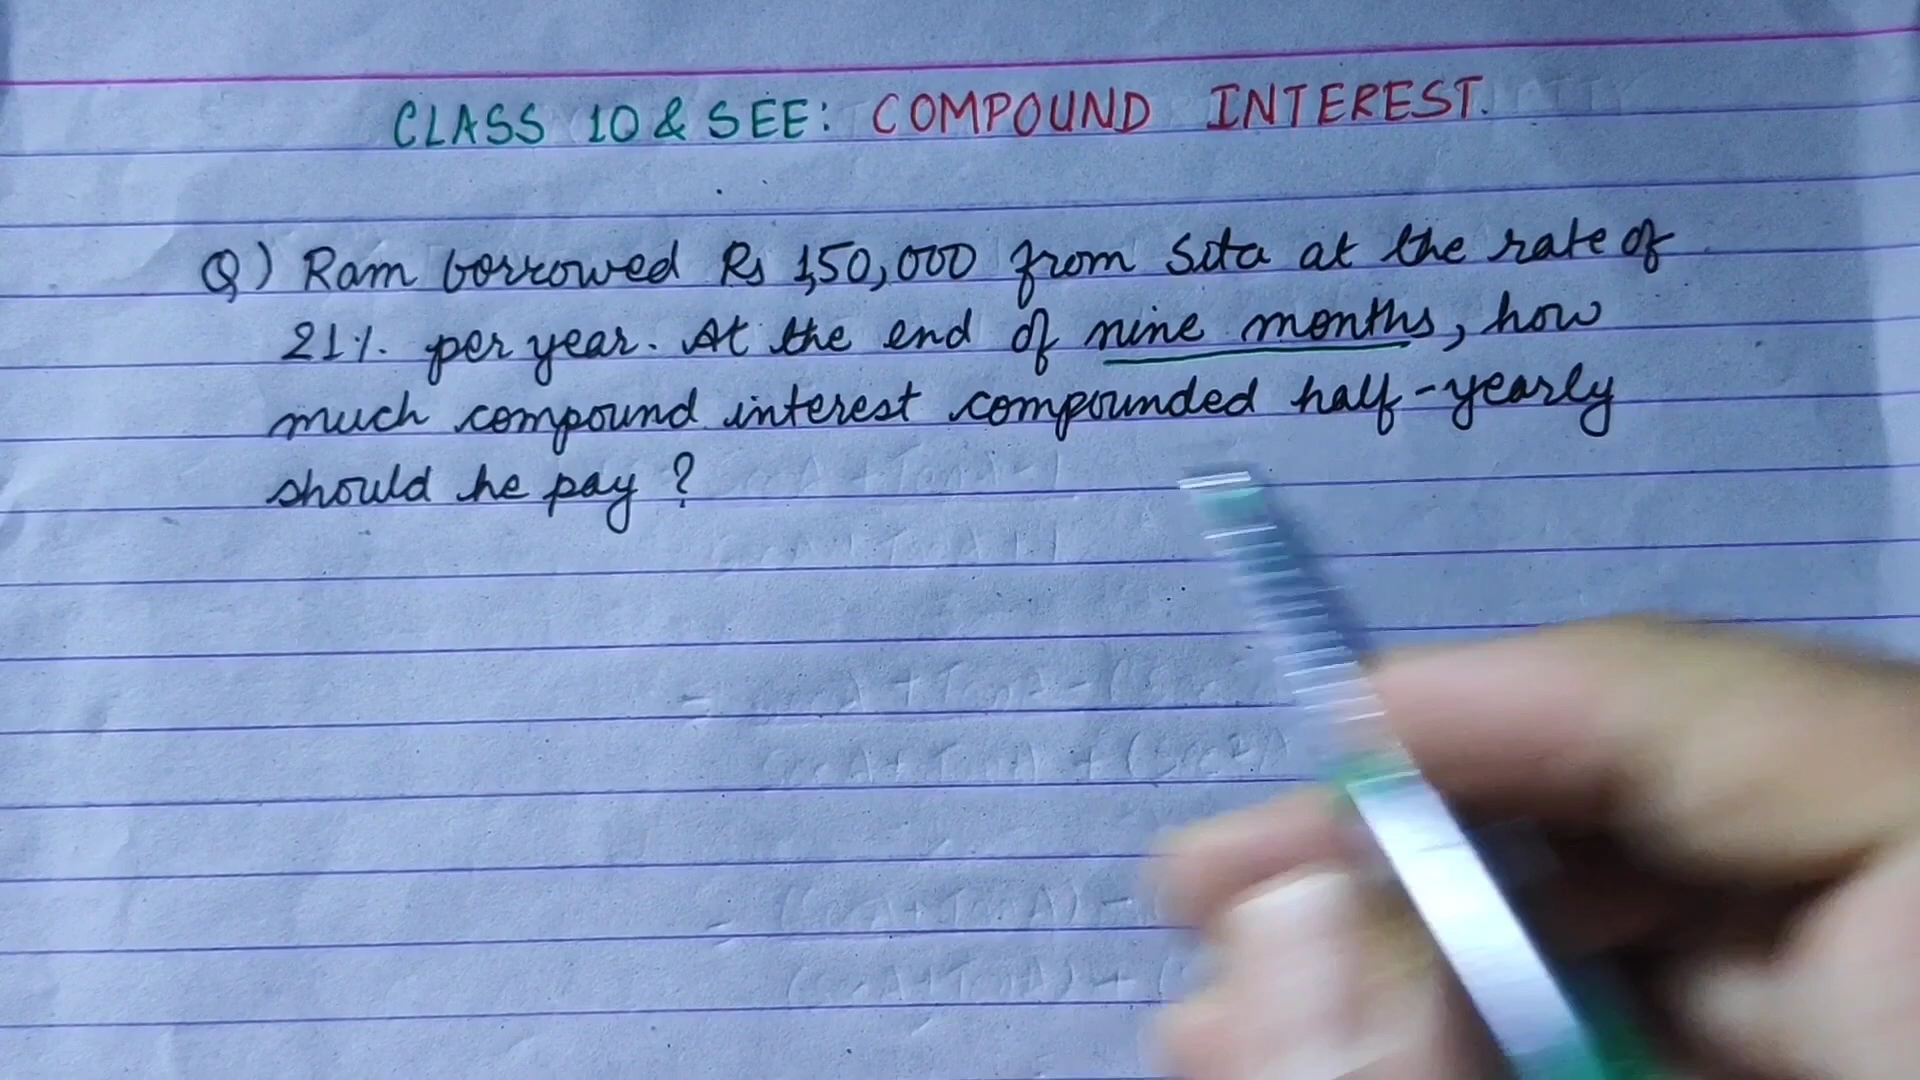 CLASS 10 & SEE: COMPOUND INTEREST.
Q) Ram borrowed Rs 1,50,000 from Sita at the rate of
21%. per year. At the end of nine months, how
much compound interest compounded half-yearly
should he pay ?